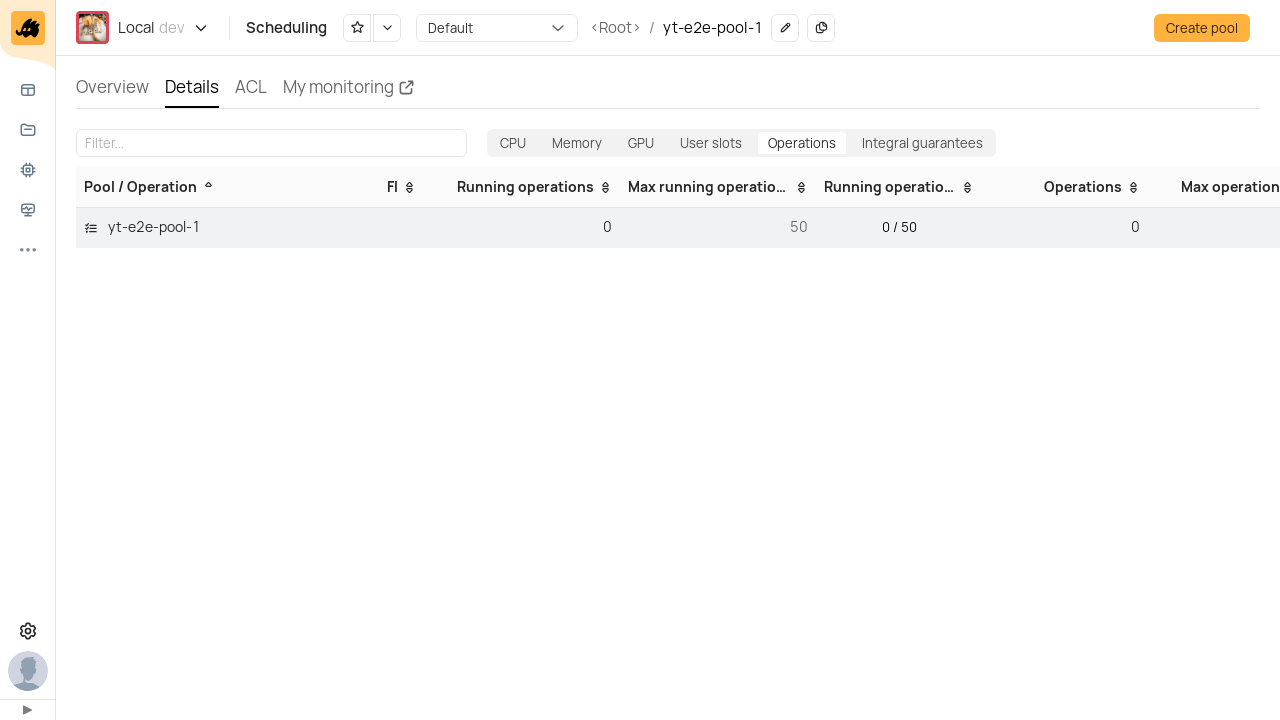 Local dev
Scheduling
Default
<Root> / yt-e2e-pool-1
Create pool
Overview
Details
ACL
My monitoring
Filter...
CPU
Memory
GPU
User slots
Operations
Integral guarantees
Pool / Operation
FI
Running operations
Max running operatio...
Running operatio...
Operations
Max operation
yt-e2e-pool-1
0
50
0 / 50
0